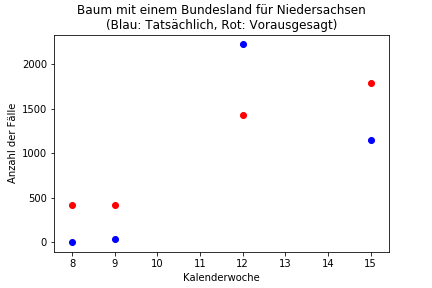 Baum mit einem Bundesland für Niedersachsen
(Blau: Tatsächlich, Rot: Vorausgesagt)
2000
1500
1000
500
0
Anzahl der Fälle
8 9 10 11 12 13 14 15
Kalenderwoche